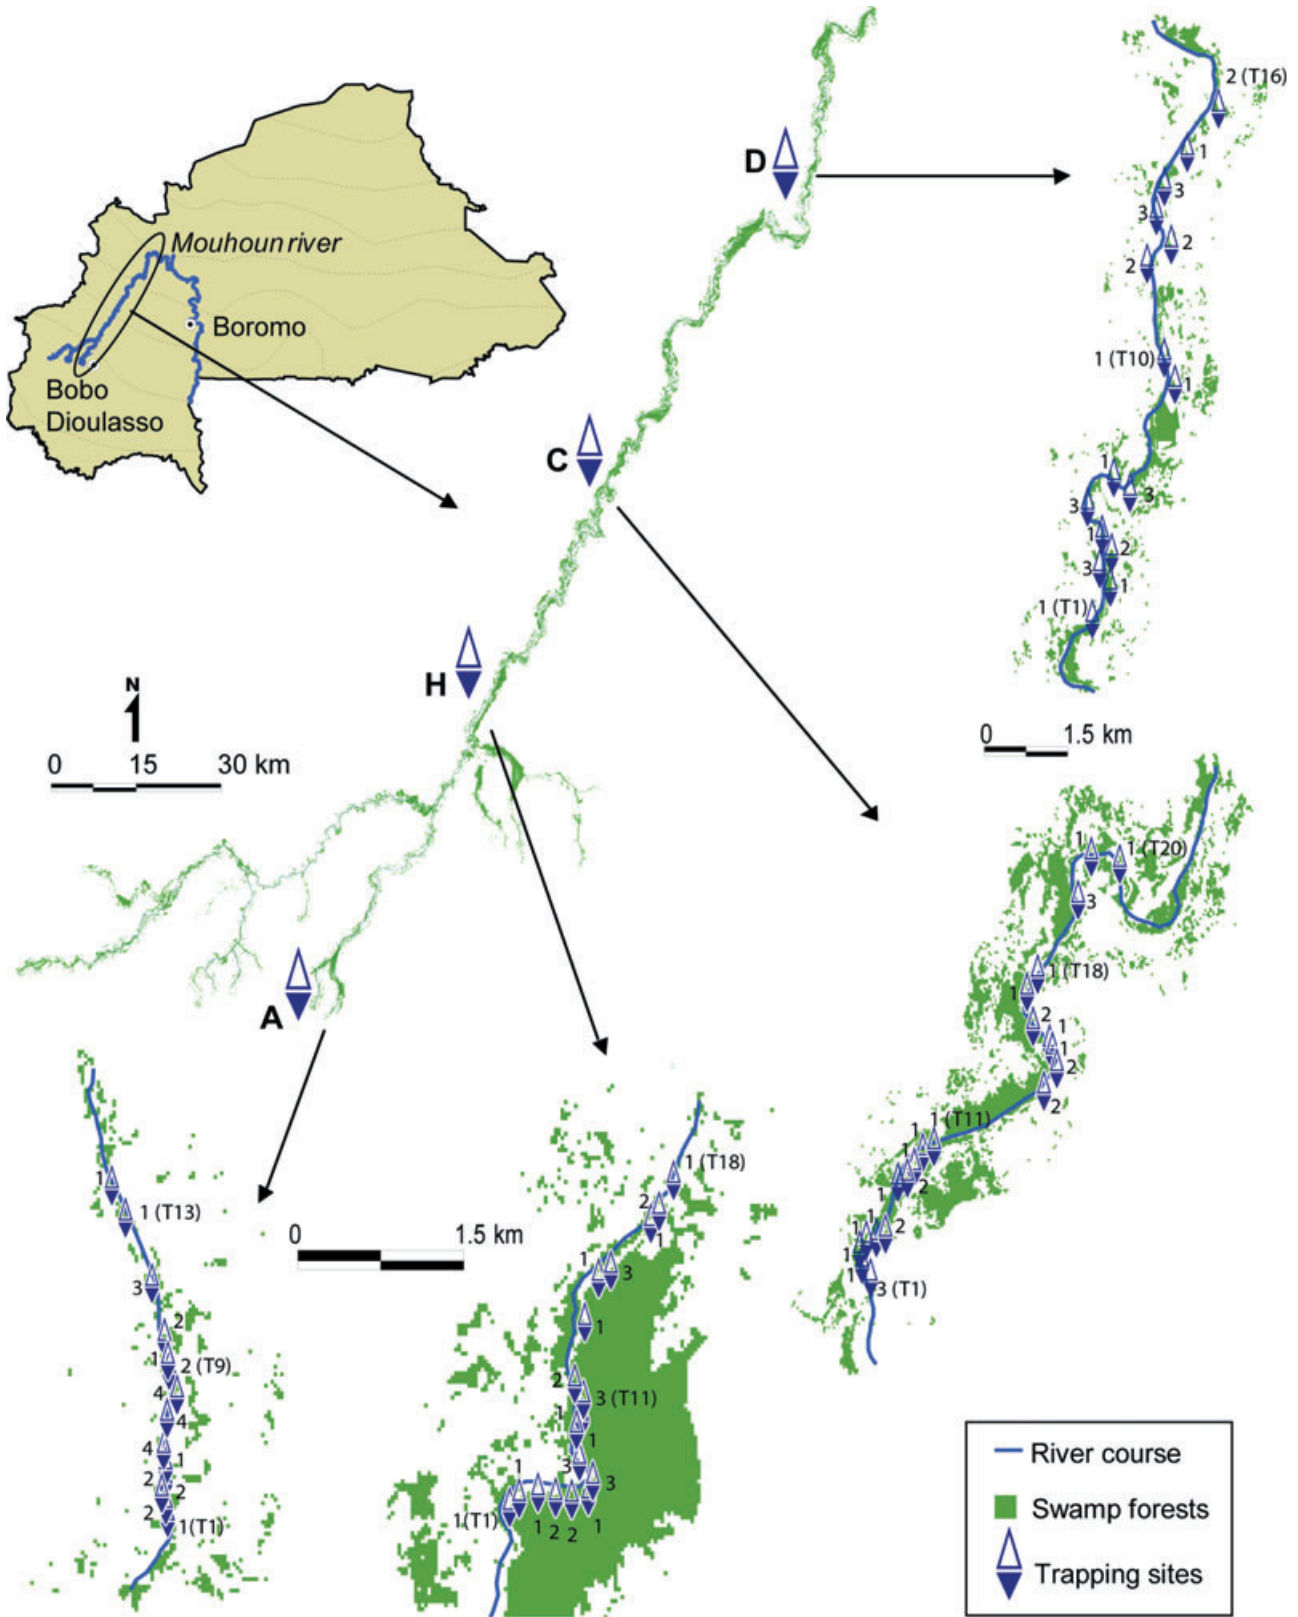 Mouhoun river
Boromo
Bobo
Dioulasso
D
C
H
A
N
0 15 30 km
2 (T16)
1
3
3
2
2
1 (T10)
1
1
3
3
1
2
3
1
1 (T1)
0 1.5 km
1
1 (T20)
3
1 (T18)
1
2
1
1
2
2
1 (T11)
1
1
2
1
1
2
1
1
3 (T1)
1
1 (T13)
3
2
1
2 (T9)
4
4
4
1
2
2
2
1(T1)
0 1.5 km
1 (T18)
2
1
1
3
1
2
3 (T11)
1
1
3
3
1
1(T1)
1
2
2
1
River course
Swamp forests
Trapping sites